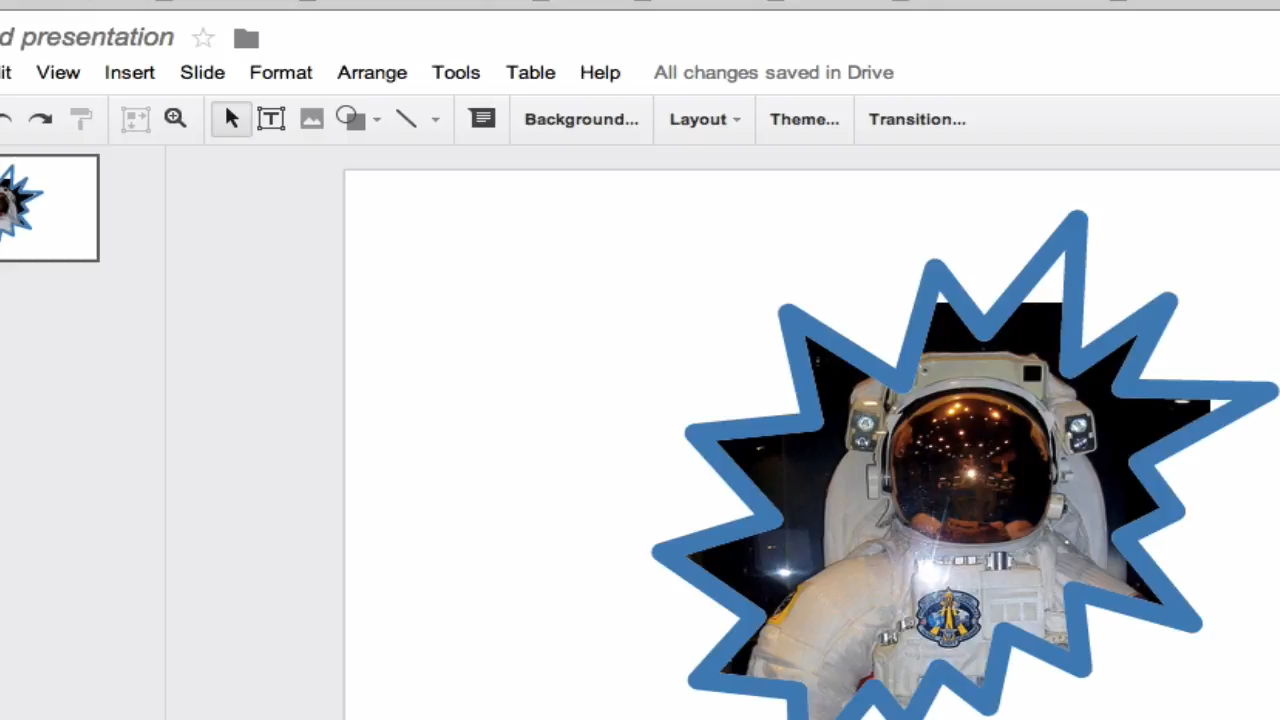 d presentation
it View Insert Slide Format Arrange Tools Table Help All changes saved in Drive
Background... Layout Theme... Transition...